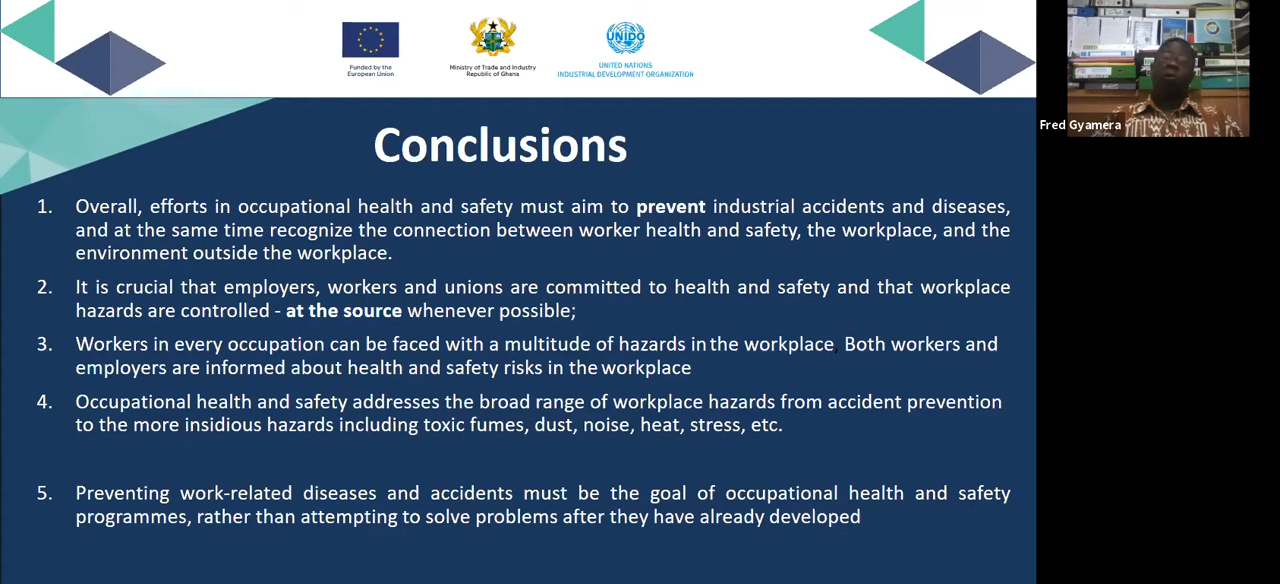 Funded by the
European Union
Ministry of Trade and Industry
Republic of Ghana
UNIDO
UNITED NATIONS
INDUSTRIAL DEVELOPMENT ORGANIZATION
Fred Gyamera
Conclusions
1. Overall, efforts in occupational health and safety must aim to prevent industrial accidents and diseases,
and at the same time recognize the connection between worker health and safety, the workplace, and the
environment outside the workplace.
2. It is crucial that employers, workers and unions are committed to health and safety and that workplace
hazards are controlled - at the source whenever possible;
3. Workers in every occupation can be faced with a multitude of hazards in the workplace, Both workers and
employers are informed about health and safety risks in the workplace
4. Occupational health and safety addresses the broad range of workplace hazards from accident prevention
to the more insidious hazards including toxic fumes, dust, noise, heat, stress, etc.
5. Preventing work-related diseases and accidents must be the goal of occupational health and safety
programmes, rather than attempting to solve problems after they have already developed